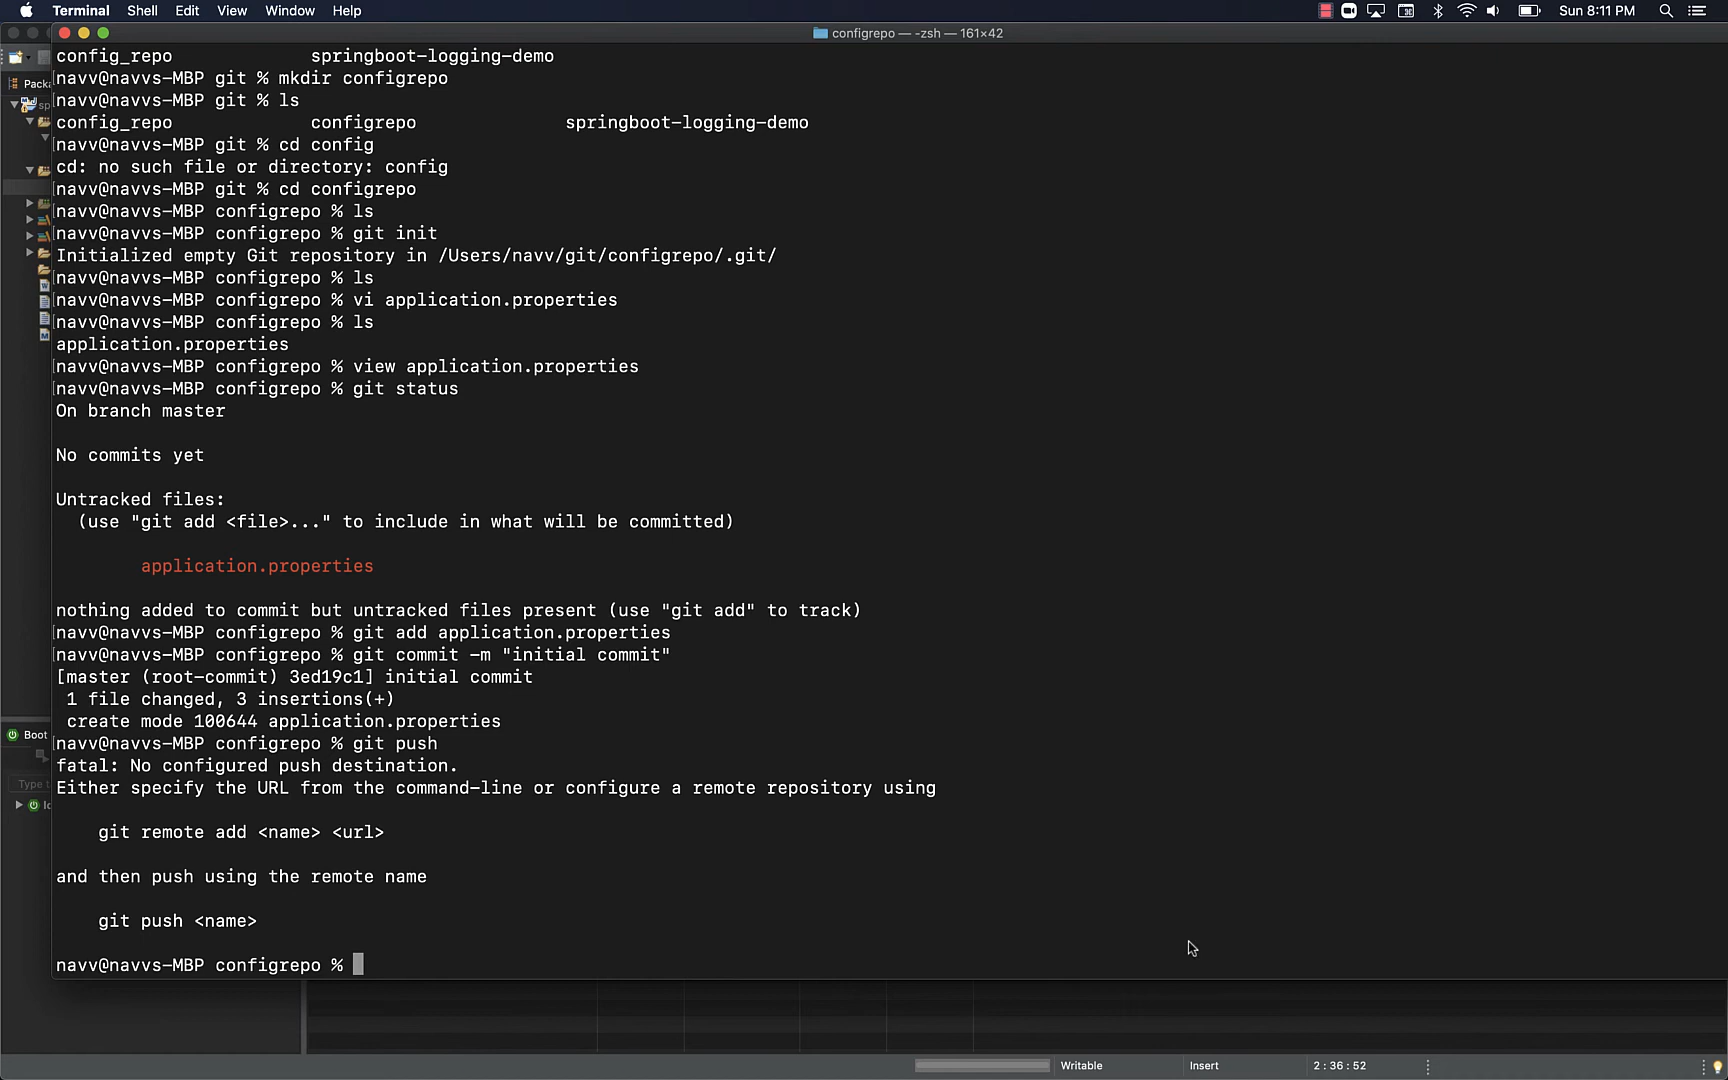 Terminal Shell Edit View Window Help Sun 8:11 PM
configrepo — -zsh — 161×42
config_repo springboot-logging-demo
[navv@navvs-MBP git % mkdir configrepo
[navv@navvs-MBP git % ls
config_repo configrepo springboot-logging-demo
[navv@navvs-MBP git % cd config
cd: no such file or directory: config
[navv@navvs-MBP git % cd configrepo
[navv@navvs-MBP configrepo % ls
[navv@navvs-MBP configrepo % git init
Initialized empty Git repository in /Users/navv/git/configrepo/.git/
[navv@navvs-MBP configrepo % ls
[navv@navvs-MBP configrepo % vi application.properties
[navv@navvs-MBP configrepo % ls
application.properties
[navv@navvs-MBP configrepo % view application.properties
[navv@navvs-MBP configrepo % git status
On branch master
No commits yet
Untracked files:
(use "git add <file>..." to include in what will be committed)
application.properties
nothing added to commit but untracked files present (use "git add" to track)
[navv@navvs-MBP configrepo % git add application.properties
[navv@navvs-MBP configrepo % git commit -m "initial commit"
[master (root-commit) 3ed19c1] initial commit
1 file changed, 3 insertions(+)
create mode 100644 application.properties
[navv@navvs-MBP configrepo % git push
fatal: No configured push destination.
Either specify the URL from the command-line or configure a remote repository using
git remote add <name> <url>
and then push using the remote name
git push <name>
navv@navvs-MBP configrepo %
Packa
sp
Boot
Type t
lo
Writable Insert 2 : 36 : 52